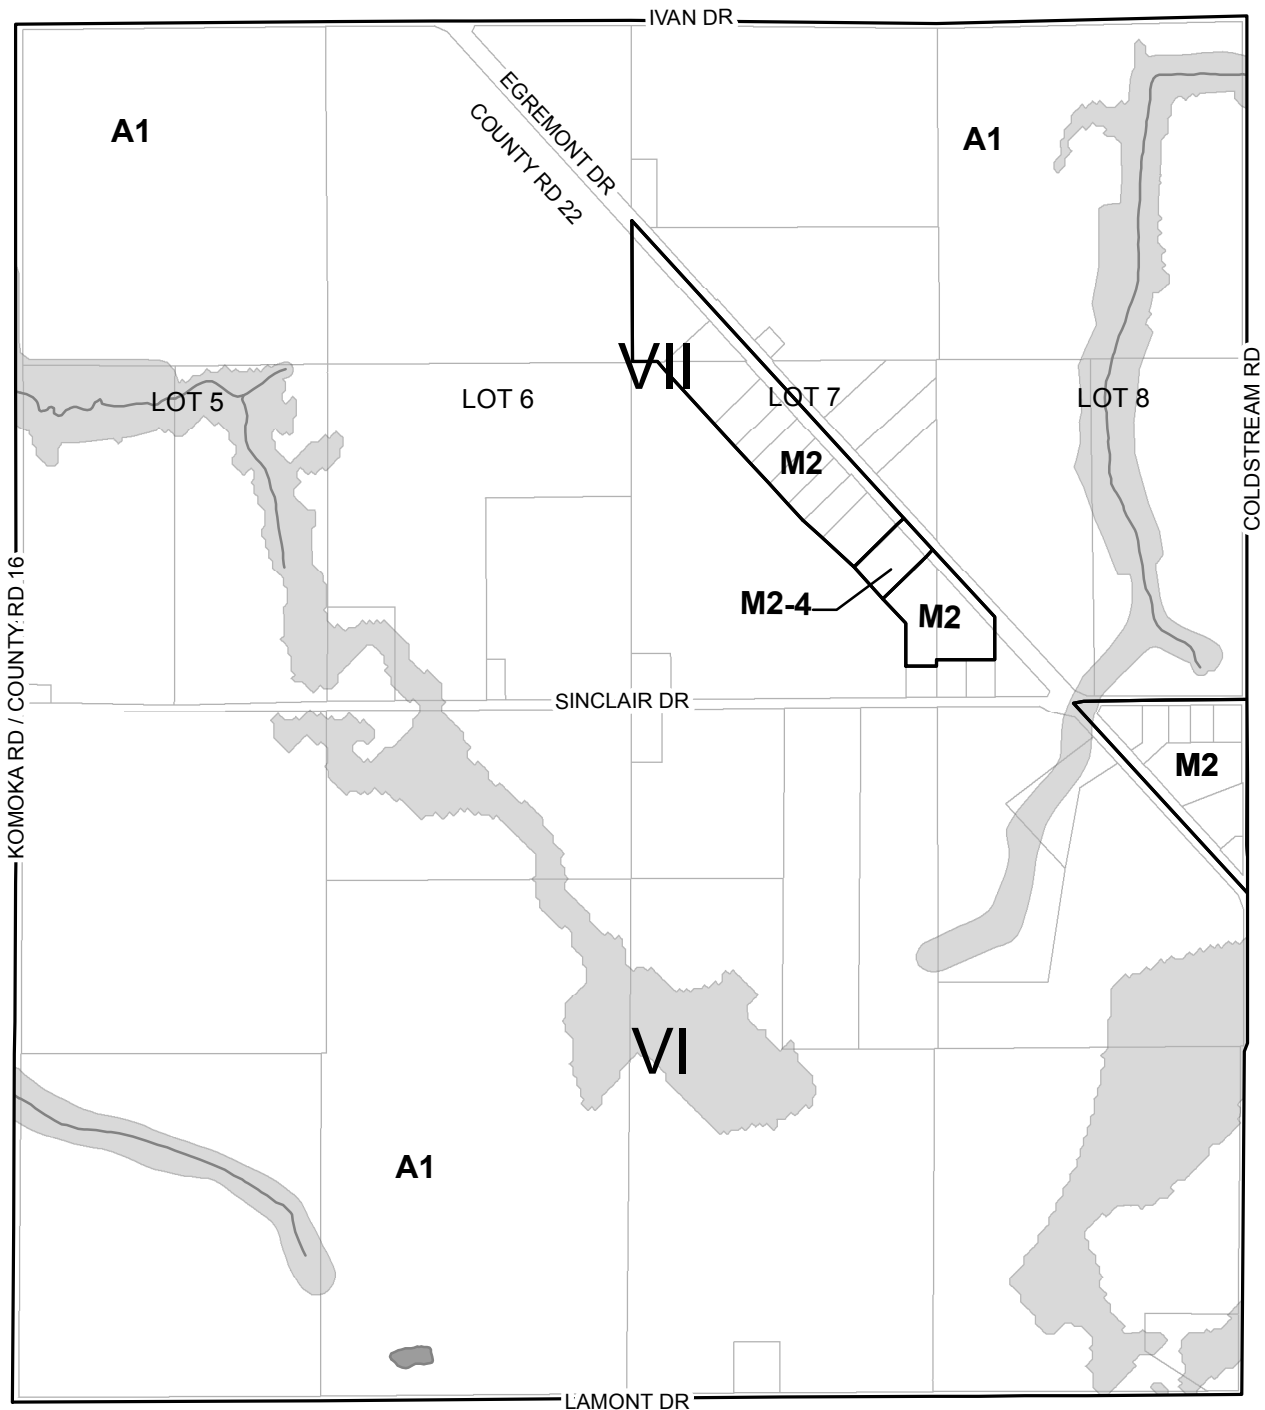 IVAN DR
EGREMONT DR
COUNTY RD 22
A1
A1
VII
LOT 5
LOT 6
LOT 7
LOT 8
COLDSTREAM RD
M2
M2-4
M2
KOMOKA RD / COUNTY RD 16
SINCLAIR DR
M2
VI
A1
LAMONT DR